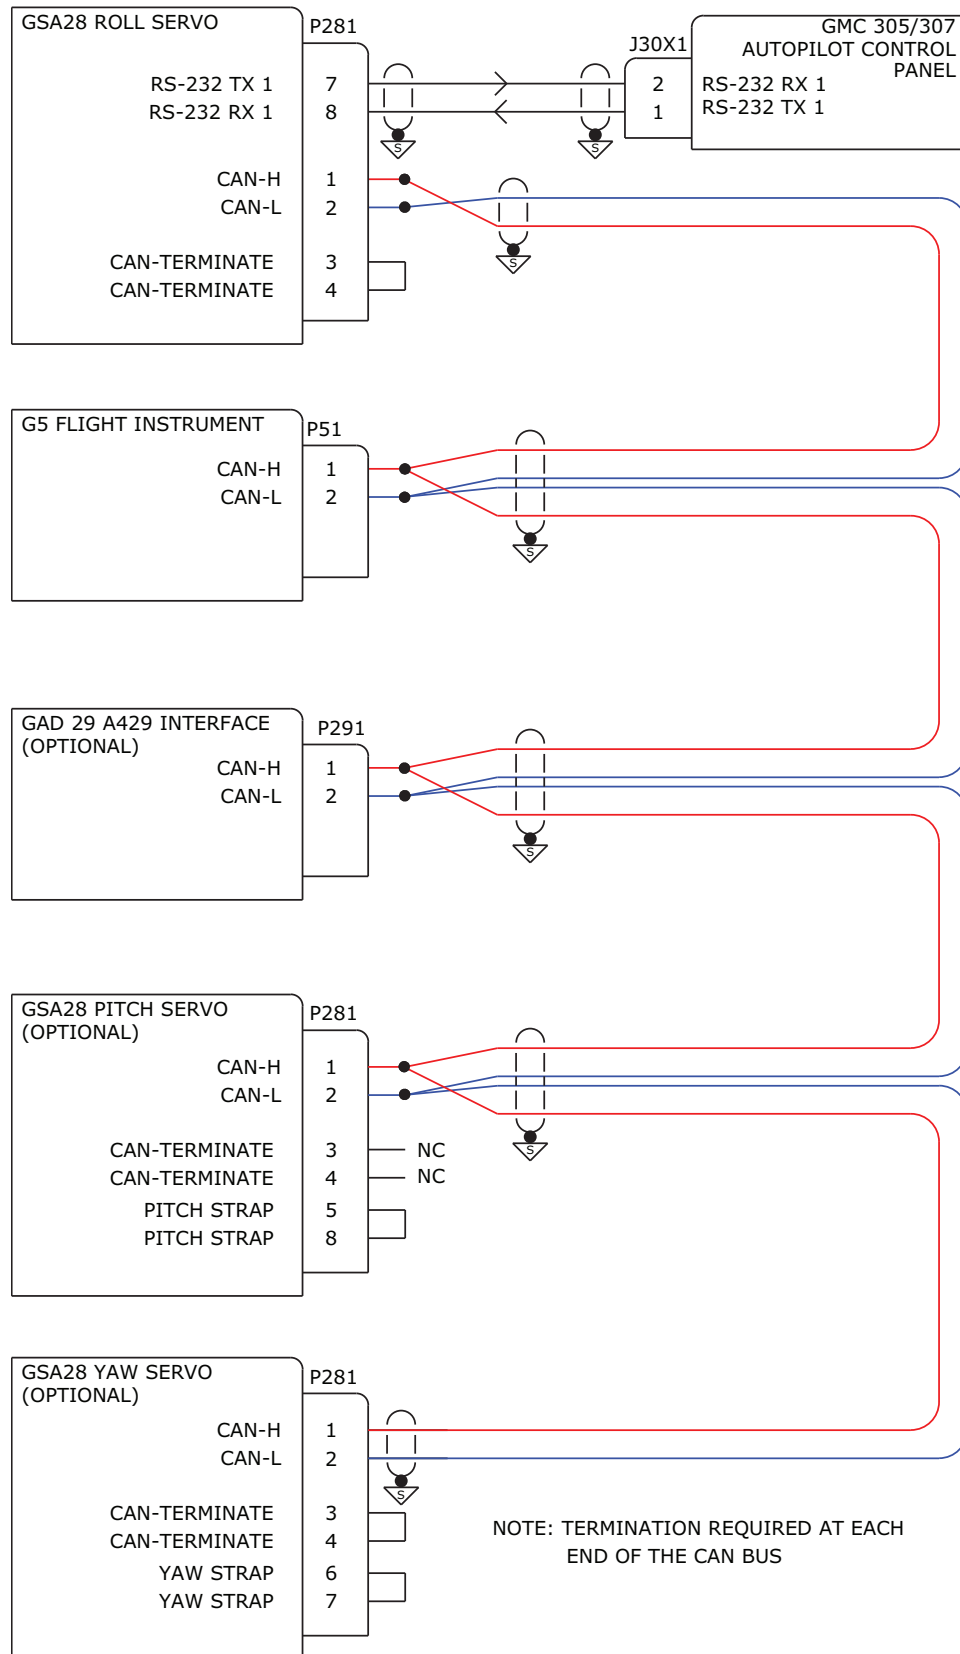 GSA28 ROLL SERVO
P281
RS-232 TX 1 7
RS-232 RX 1 8
CAN-H 1
CAN-L 2
CAN-TERMINATE 3
CAN-TERMINATE 4
J30X1
GMC 305/307
AUTOPILOT CONTROL
PANEL
2 RS-232 RX 1
1 RS-232 TX 1
S
S
S
G5 FLIGHT INSTRUMENT
P51
CAN-H 1
CAN-L 2
S
GAD 29 A429 INTERFACE
(OPTIONAL)
P291
CAN-H 1
CAN-L 2
S
GSA28 PITCH SERVO
(OPTIONAL)
P281
CAN-H 1
CAN-L 2
S
CAN-TERMINATE 3 NC
CAN-TERMINATE 4 NC
PITCH STRAP 5
PITCH STRAP 8
GSA28 YAW SERVO
(OPTIONAL)
P281
CAN-H 1
CAN-L 2
S
CAN-TERMINATE 3
CAN-TERMINATE 4
YAW STRAP 6
YAW STRAP 7
NOTE: TERMINATION REQUIRED AT EACH
END OF THE CAN BUS